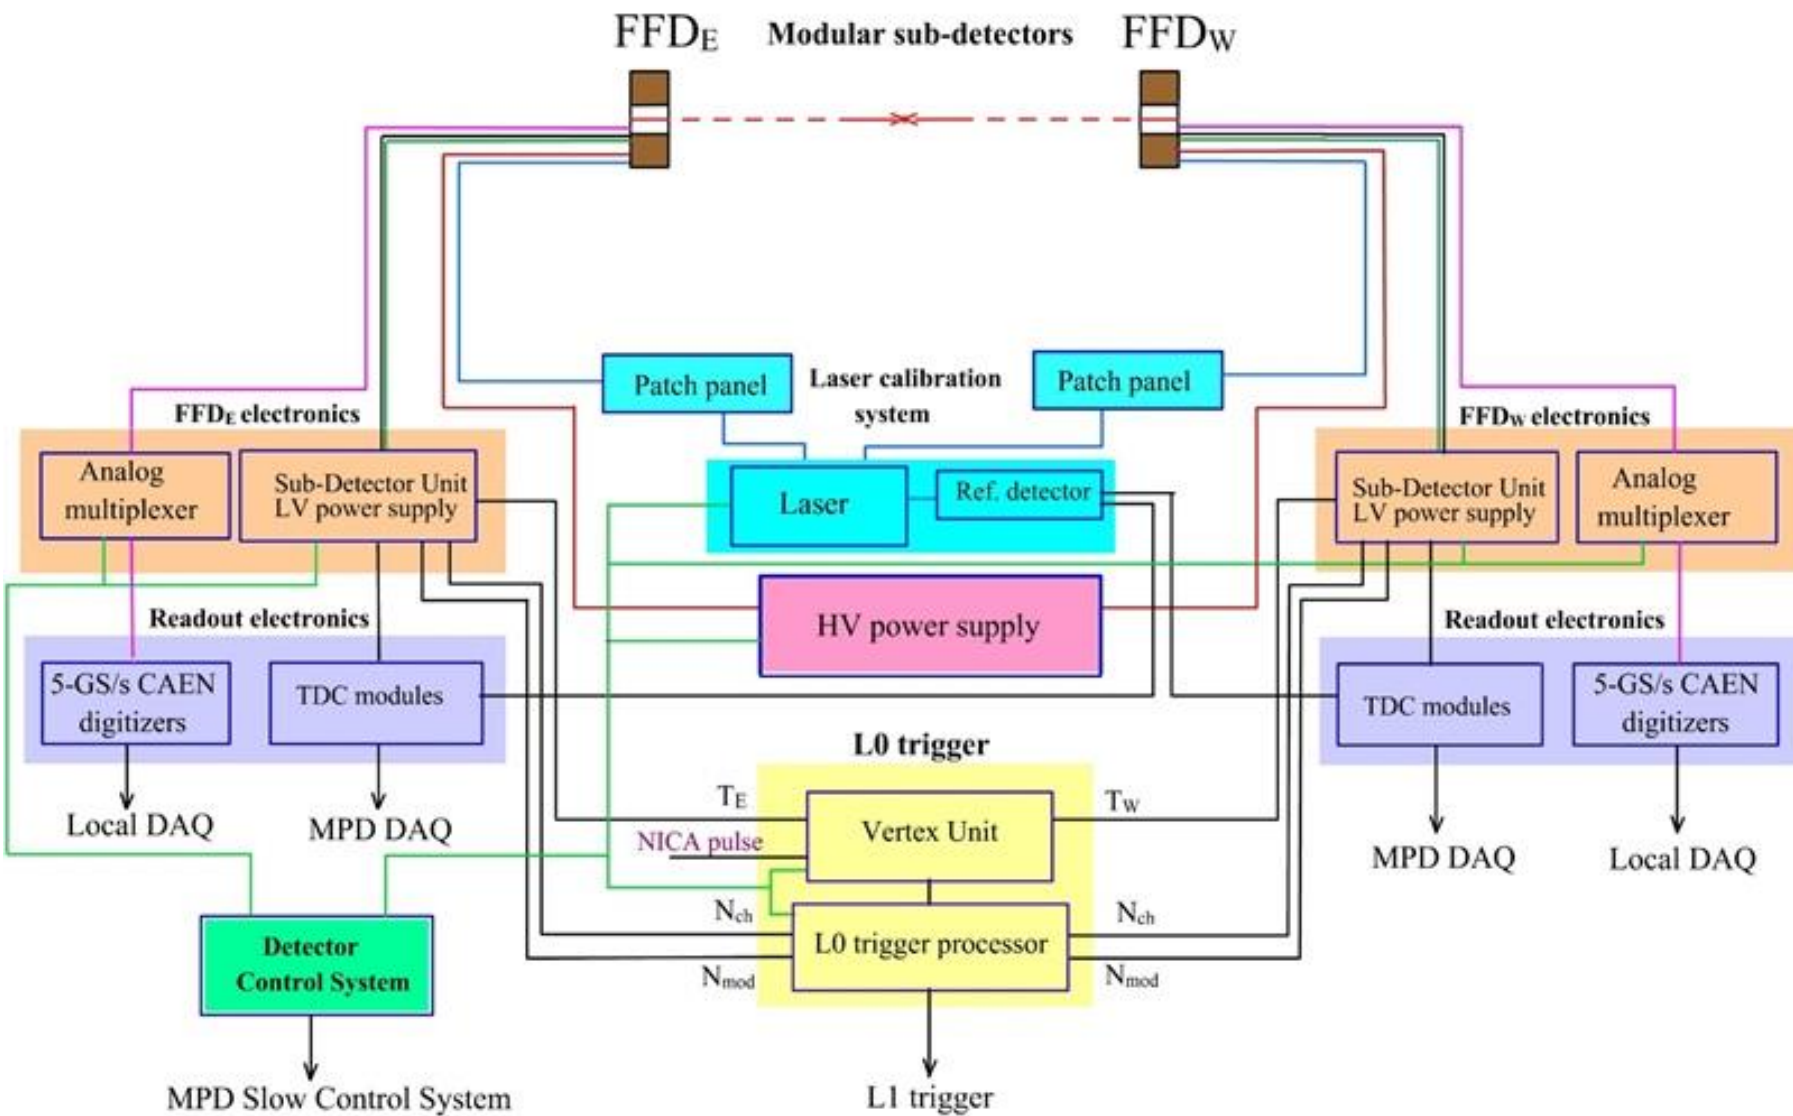 FFDE Modular sub-detectors FFDW
Patch panel
Laser calibration
system
Patch panel
FFDE electronics
FFDW electronics
Analog
multiplexer
Sub-Detector Unit
LV power supply
Laser
Ref. detector
Sub-Detector Unit
LV power supply
Analog
multiplexer
Readout electronics
HV power supply
Readout electronics
5-GS/s CAEN
digitizers
TDC modules
TDC modules
5-GS/s CAEN
digitizers
L0 trigger
Local DAQ
MPD DAQ
TE
Vertex Unit
TW
NICA pulse
MPD DAQ
Local DAQ
Nch
L0 trigger processor
Nch
Nmod
Nmod
Detector
Control System
MPD Slow Control System
L1 trigger